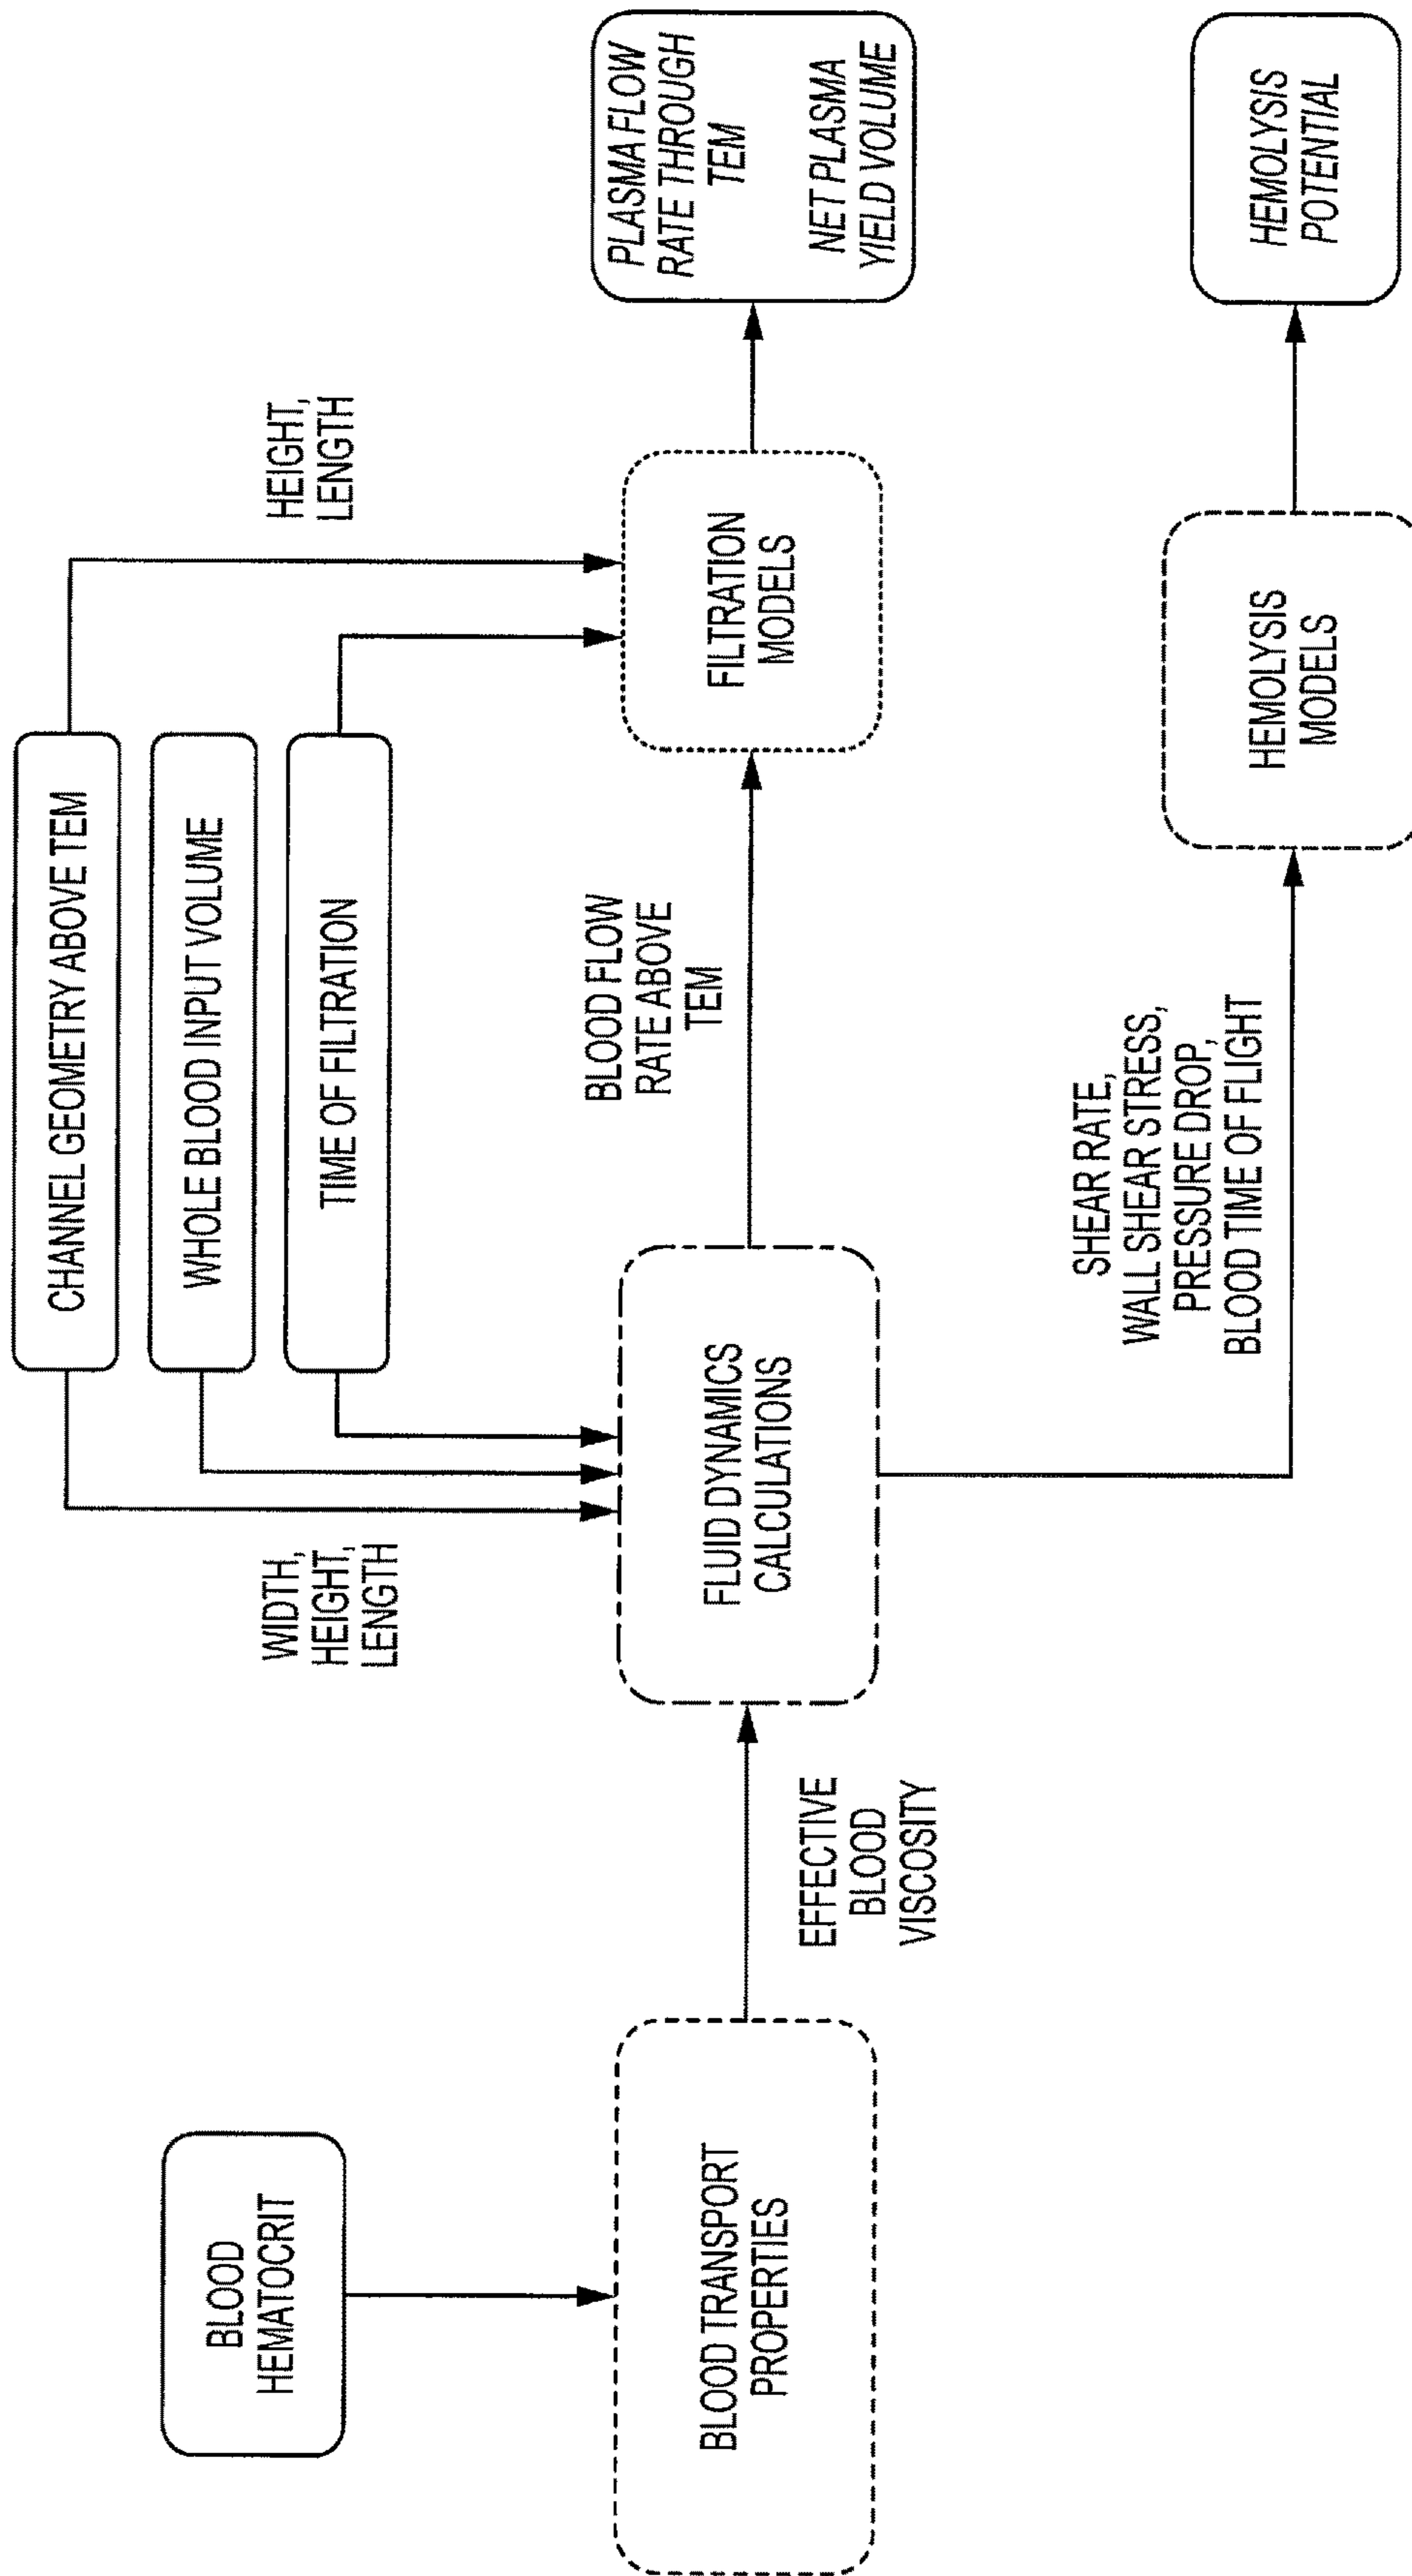 CHANNEL GEOMETRY ABOVE TEM
WHOLE BLOOD INPUT VOLUME
TIME OF FILTRATION
BLOOD
HEMATOCRIT
WIDTH,
HEIGHT,
LENGTH
HEIGHT,
LENGTH
BLOOD TRANSPORT
PROPERTIES
EFFECTIVE
BLOOD
VISCOSITY
FLUID DYNAMICS
CALCULATIONS
BLOOD FLOW
RATE ABOVE
TEM
FILTRATION
MODELS
PLASMA FLOW
RATE THROUGH
TEM
NET PLASMA
YIELD VOLUME
SHEAR RATE,
WALL SHEAR STRESS,
PRESSURE DROP,
BLOOD TIME OF FLIGHT
HEMOLYSIS
MODELS
HEMOLYSIS
POTENTIAL